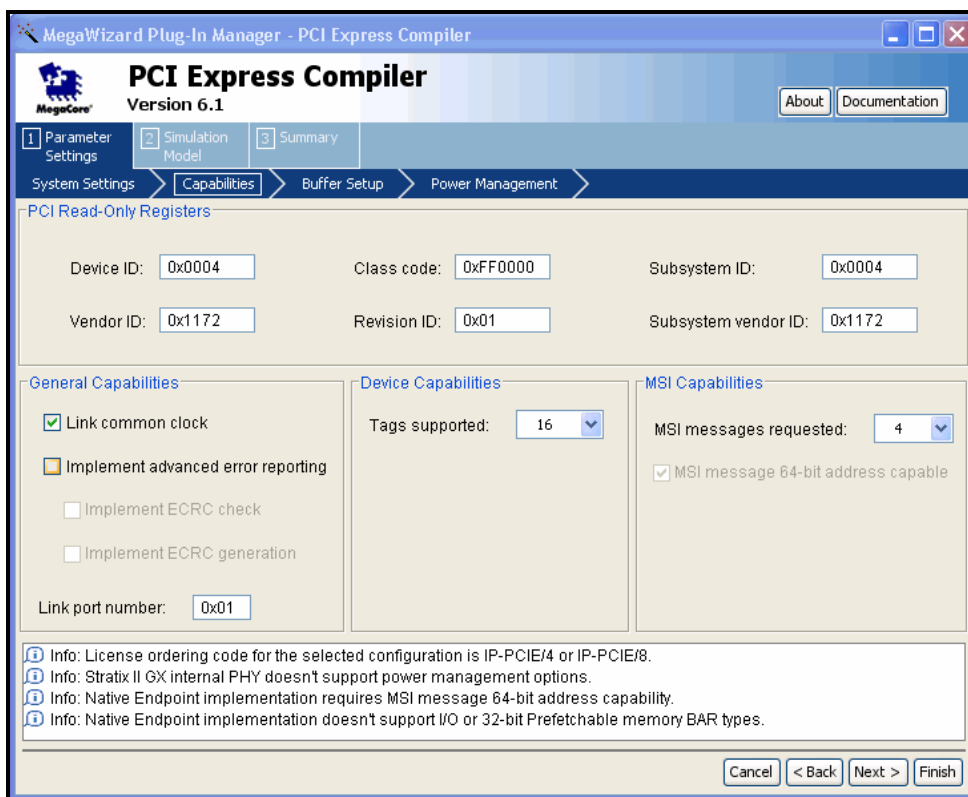 MegaWizard Plug-In Manager - PCI Express Compiler
MegaCore®
PCI Express Compiler
Version 6.1
About Documentation
1 Parameter Settings
2 Simulation Model
3 Summary
System Settings Capabilities Buffer Setup Power Management
PCI Read-Only Registers
Device ID: 0x0004 Class code: 0xFF0000 Subsystem ID: 0x0004
Vendor ID: 0x1172 Revision ID: 0x01 Subsystem vendor ID: 0x1172
General Capabilities
Link common clock
Implement advanced error reporting
Implement ECRC check
Implement ECRC generation
Link port number: 0x01
Device Capabilities
Tags supported: 16
MSI Capabilities
MSI messages requested: 4
MSI message 64-bit address capable
Info: License ordering code for the selected configuration is IP-PCIE/4 or IP-PCIE/8.
Info: Stratix II GX internal PHY doesn't support power management options.
Info: Native Endpoint implementation requires MSI message 64-bit address capability.
Info: Native Endpoint implementation doesn't support I/O or 32-bit Prefetchable memory BAR types.
Cancel < Back Next > Finish